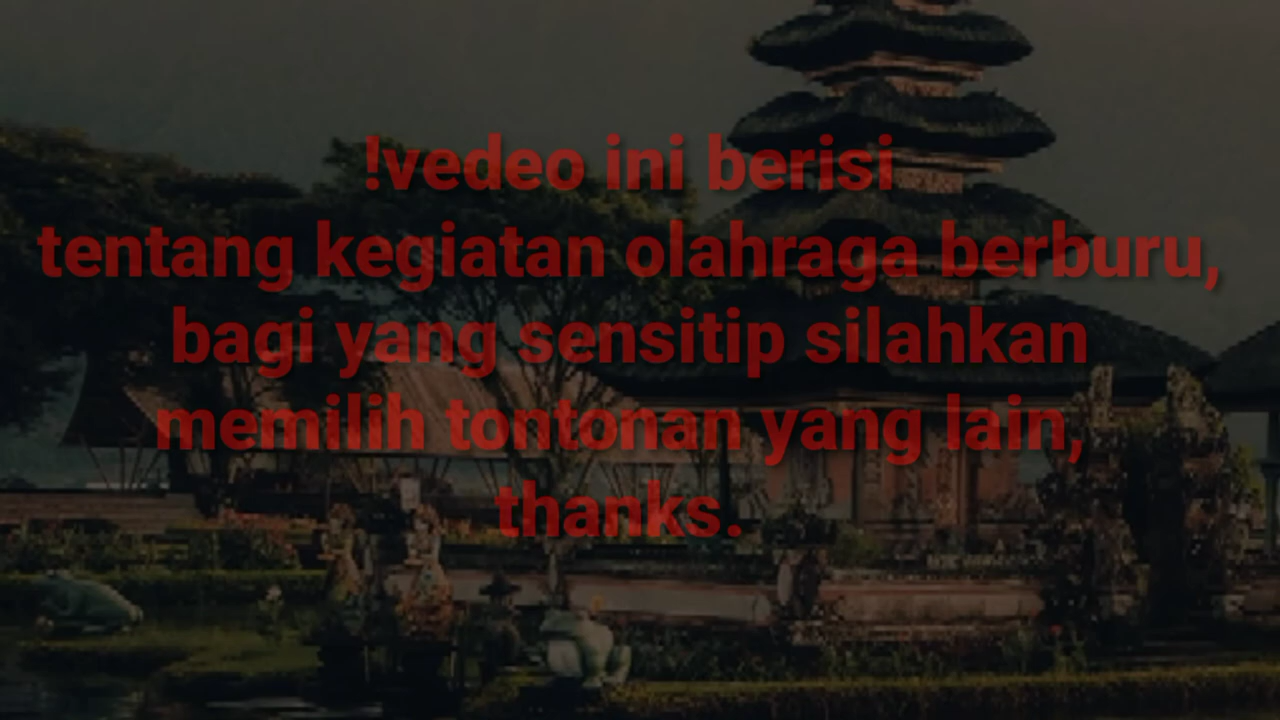 !vedeo ini berisi
tentang kegiatan olahraga berburu,
bagi yang sensitip silahkan
memilih tontonan yang lain,
thanks.